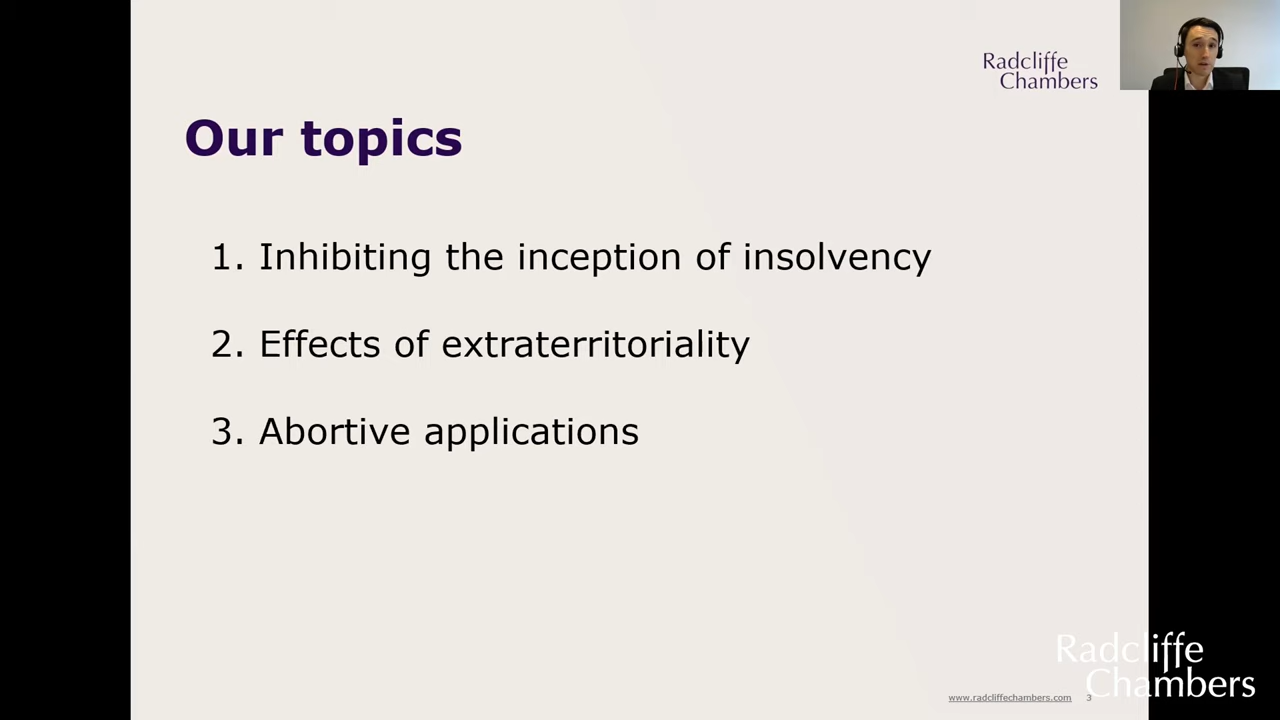 Radcliffe
Chambers
Our topics
1. Inhibiting the inception of insolvency
2. Effects of extraterritoriality
3. Abortive applications
www.radcliffechambers.com 3
Radcliffe
Chambers